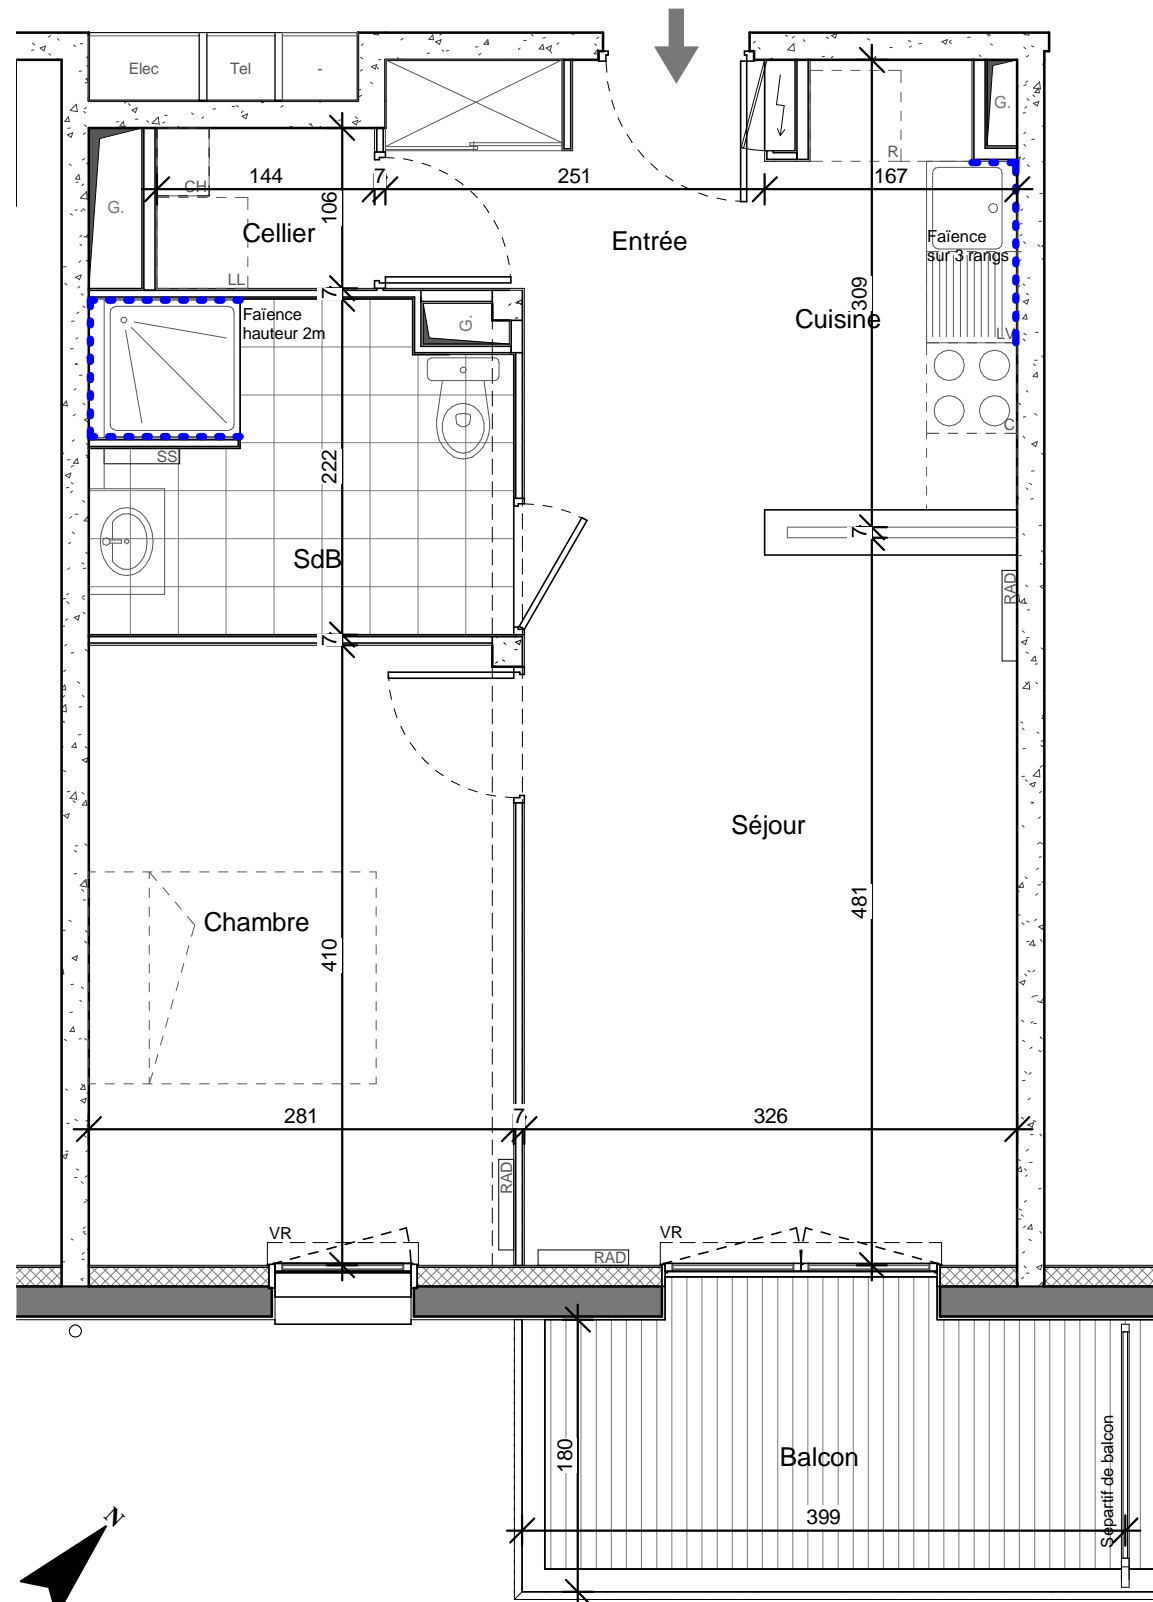 Elec
Tel
-
G.
R
CH
144
7
251
167
G.
106
Cellier
Entrée
Faïence
sur 3 rangs
LL
7
309
Faïence
hauteur 2m
G.
Cuisine
LV
C
SS
222
7
SdB
RAD
7
Séjour
481
Chambre
410
281
7
326
RAD
VR
VR
RAD
180
Balcon
Sépartif de balcon
399
N